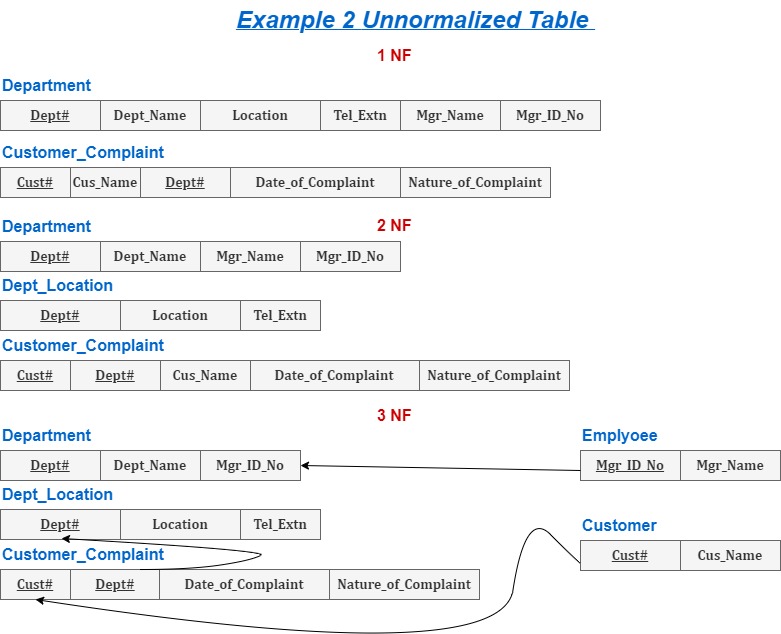 Example 2 Unnormalized Table
1 NF
Department
Dept# Dept_Name Location Tel_Extn Mgr_Name Mgr_ID_No
Customer_Complaint
Cust# Cus_Name Dept# Date_of_Complaint Nature_of_Complaint
2 NF
Department
Dept# Dept_Name Mgr_Name Mgr_ID_No
Dept_Location
Dept# Location Tel_Extn
Customer_Complaint
Cust# Dept# Cus_Name Date_of_Complaint Nature_of_Complaint
3 NF
Department
Dept# Dept_Name Mgr_ID_No
Emplyoee
Mgr_ID_No Mgr_Name
Dept_Location
Dept# Location Tel_Extn
Customer
Cust# Cus_Name
Customer_Complaint
Cust# Dept# Date_of_Complaint Nature_of_Complaint